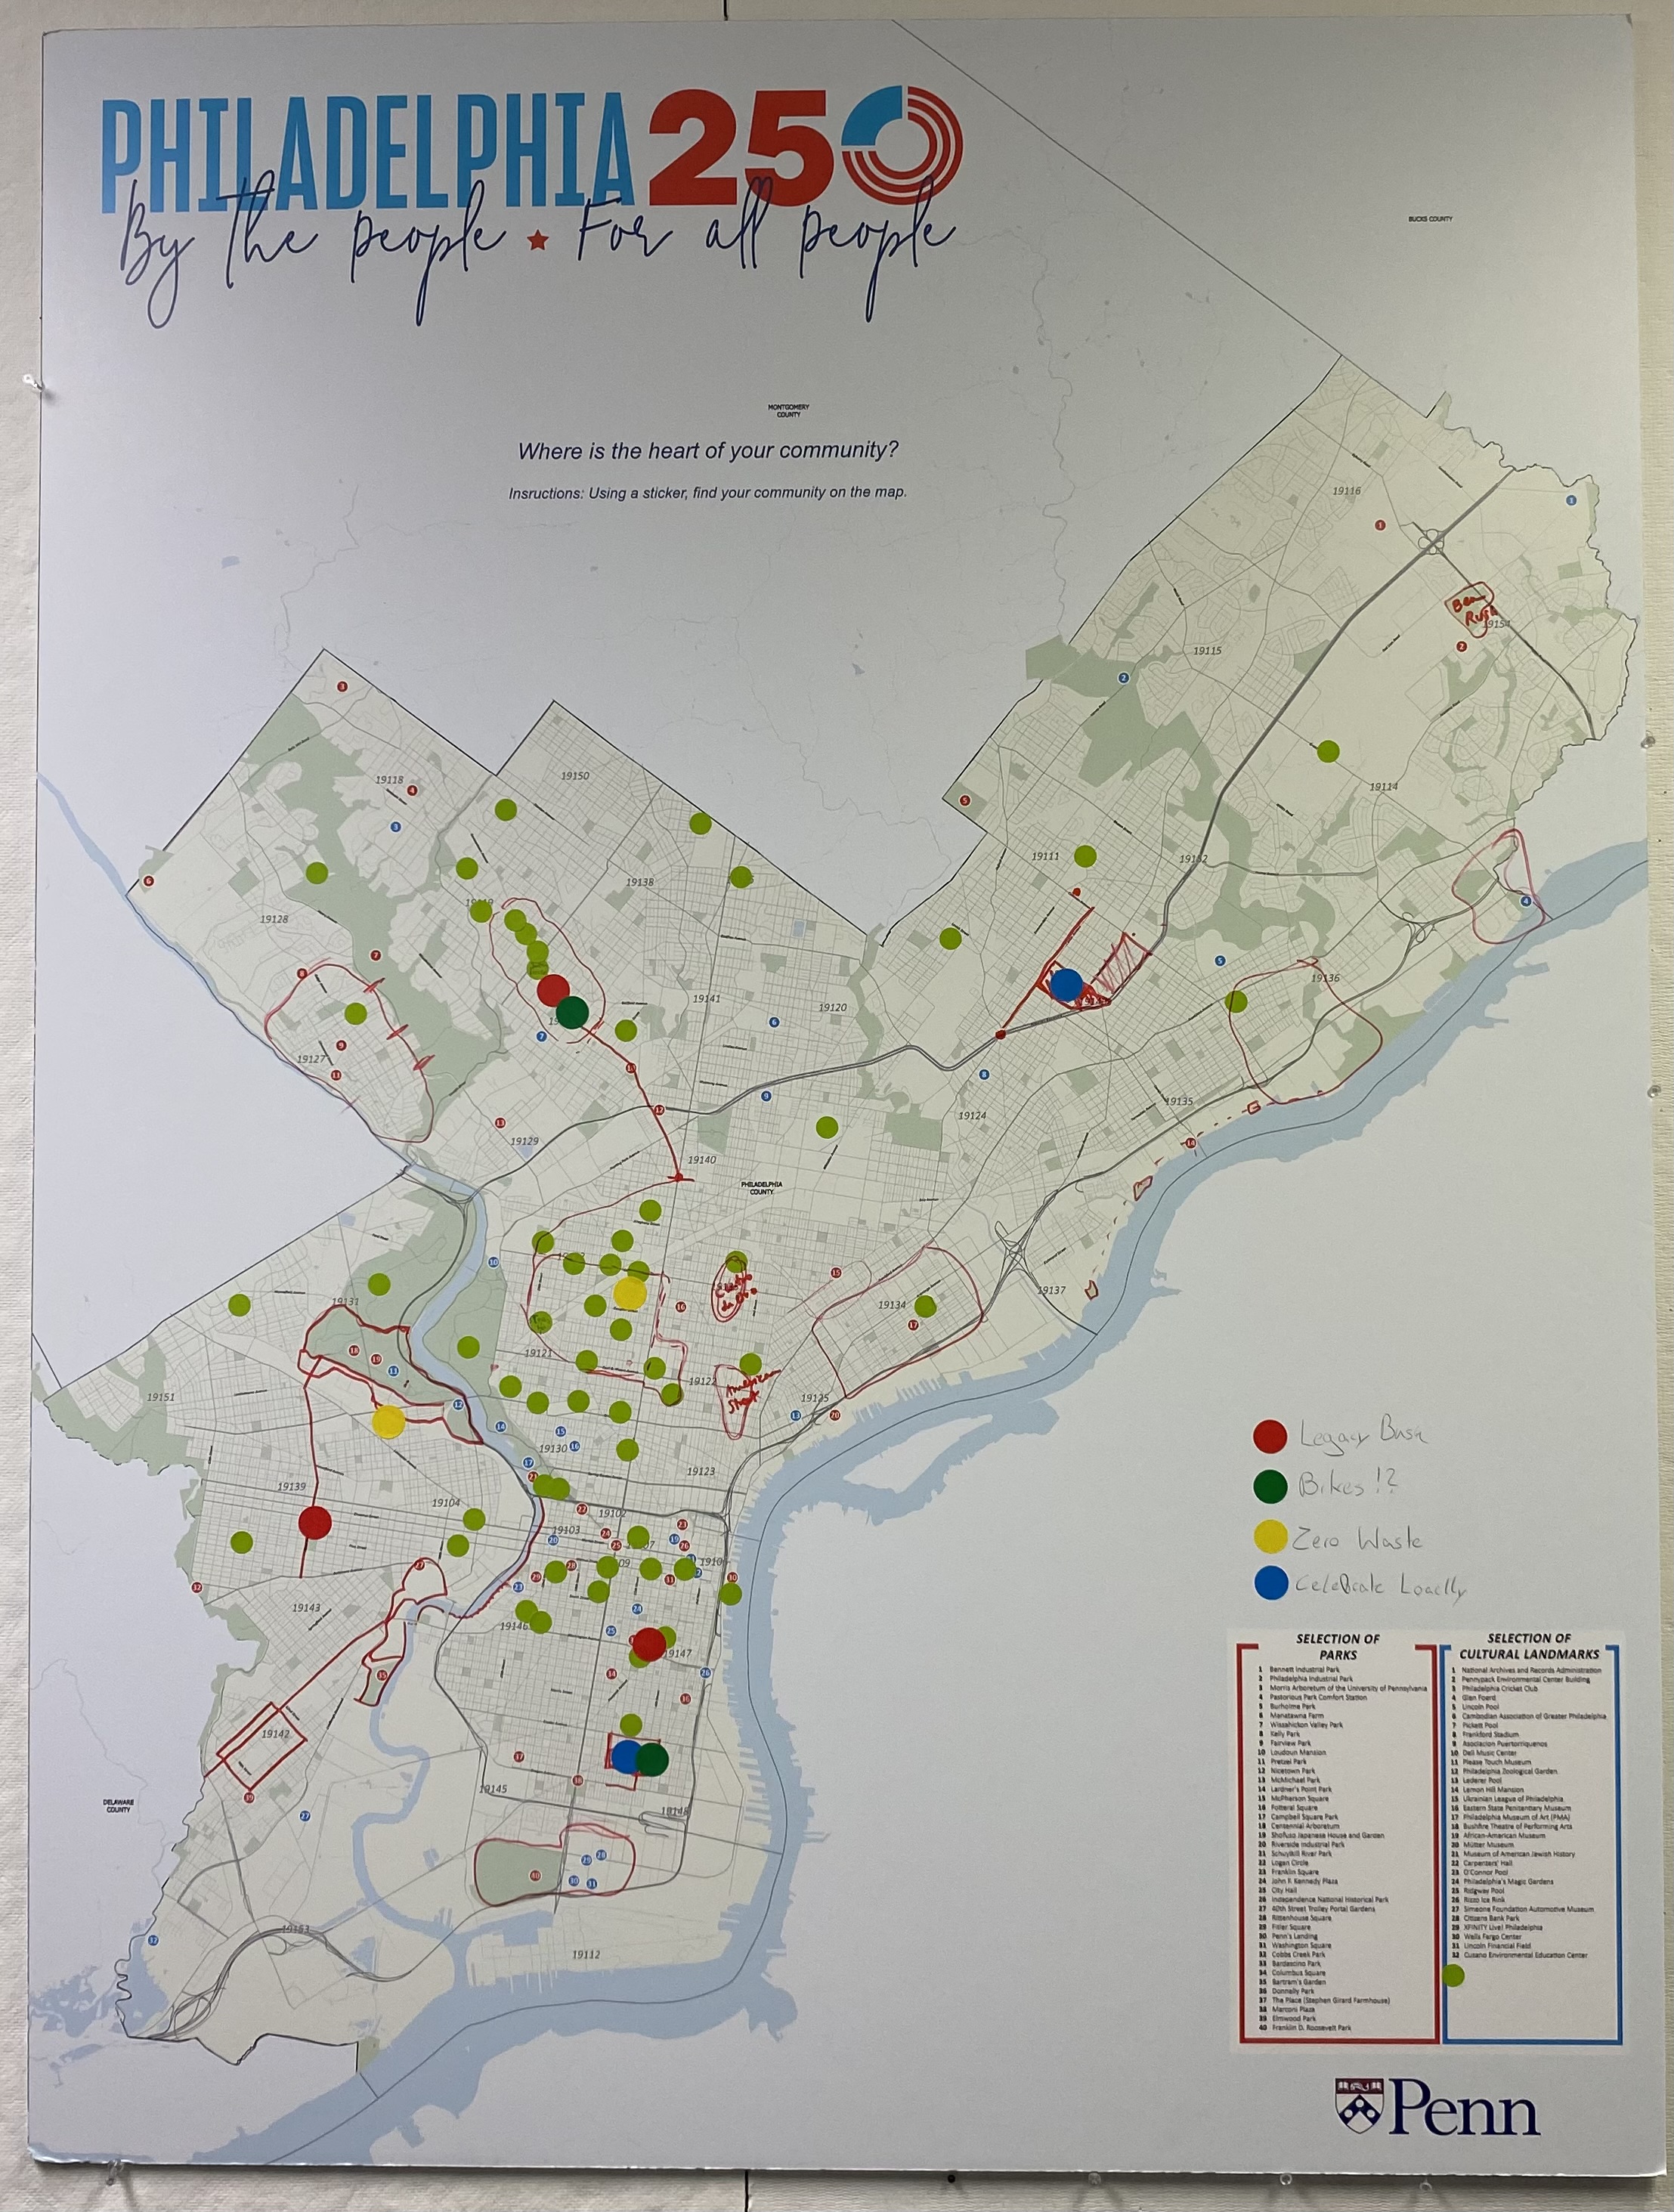 PHILADELPHIA250
By the people ★ For all people
BUCKS COUNTY
MONTGOMERY
COUNTY
Where is the heart of your community?
Insructions: Using a sticker, find your community on the map.
19116
Ben
Rush
19154
19115
19114
19118
19150
19111
19138
19128
19136
19141
19120
19127
19135
19124
19129
19140
PHILADELPHIA
COUNTY
19137
19131
19134
19121
19122
American
Street
19125
19151
19130
19123
19139
19104
19102
19103
19143
19146
19147
19142
19145
19148
DELAWARE
COUNTY
19153
19112
Legacy Busn
Bikes !?
Zero Waste
Celebrate Locally
SELECTION OF
PARKS
1 Bennett Industrial Park
2 Philadelphia Industrial Park
3 Morris Arboretum of the University of Pennsylvania
4 Pastorious Park Comfort Station
5 Burholme Park
6 Manatawna Farm
7 Wissahickon Valley Park
8 Kelly Park
9 Fairview Park
10 Loudoun Mansion
11 Pretzel Park
12 Nicetown Park
13 McMichael Park
14 Lardner's Point Park
15 McPherson Square
16 Fotteral Square
17 Campbell Square Park
18 Centennial Arboretum
19 Shofuso Japanese House and Garden
20 Riverside Industrial Park
21 Schuylkill River Park
22 Logan Circle
23 Franklin Square
24 John F. Kennedy Plaza
25 City Hall
26 Independence National Historical Park
27 40th Street Trolley Portal Gardens
28 Rittenhouse Square
29 Fitler Square
30 Penn's Landing
31 Washington Square
32 Cobbs Creek Park
33 Bardascino Park
34 Columbus Square
35 Bartram's Garden
36 Donnelly Park
37 The Place (Stephen Girard Farmhouse)
38 Marconi Plaza
39 Elmwood Park
40 Franklin D. Roosevelt Park
SELECTION OF
CULTURAL LANDMARKS
1 National Archives and Records Administration
2 Pennypack Environmental Center Building
3 Philadelphia Cricket Club
4 Glen Foerd
5 Lincoln Pool
6 Cambodian Association of Greater Philadelphia
7 Pickett Pool
8 Frankford Stadium
9 Asociacion Puertorriquenos
10 Dell Music Center
11 Please Touch Museum
12 Philadelphia Zoological Garden
13 Lederer Pool
14 Lemon Hill Mansion
15 Ukrainian League of Philadelphia
16 Eastern State Penitentiary Museum
17 Philadelphia Museum of Art (PMA)
18 Bushfire Theatre of Performing Arts
19 African-American Museum
20 Mütter Museum
21 Museum of American Jewish History
22 Carpenters' Hall
23 O'Connor Pool
24 Philadelphia's Magic Gardens
25 Ridgway Pool
26 Rizzo Ice Rink
27 Simeone Foundation Automotive Museum
28 Citizens Bank Park
29 XFINITY Live! Philadelphia
30 Wells Fargo Center
31 Lincoln Financial Field
32 Cusano Environmental Education Center
Penn